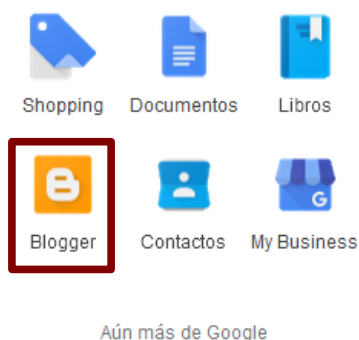 Shopping Documentos Libros
Blogger Contactos My Business
Aún más de Google